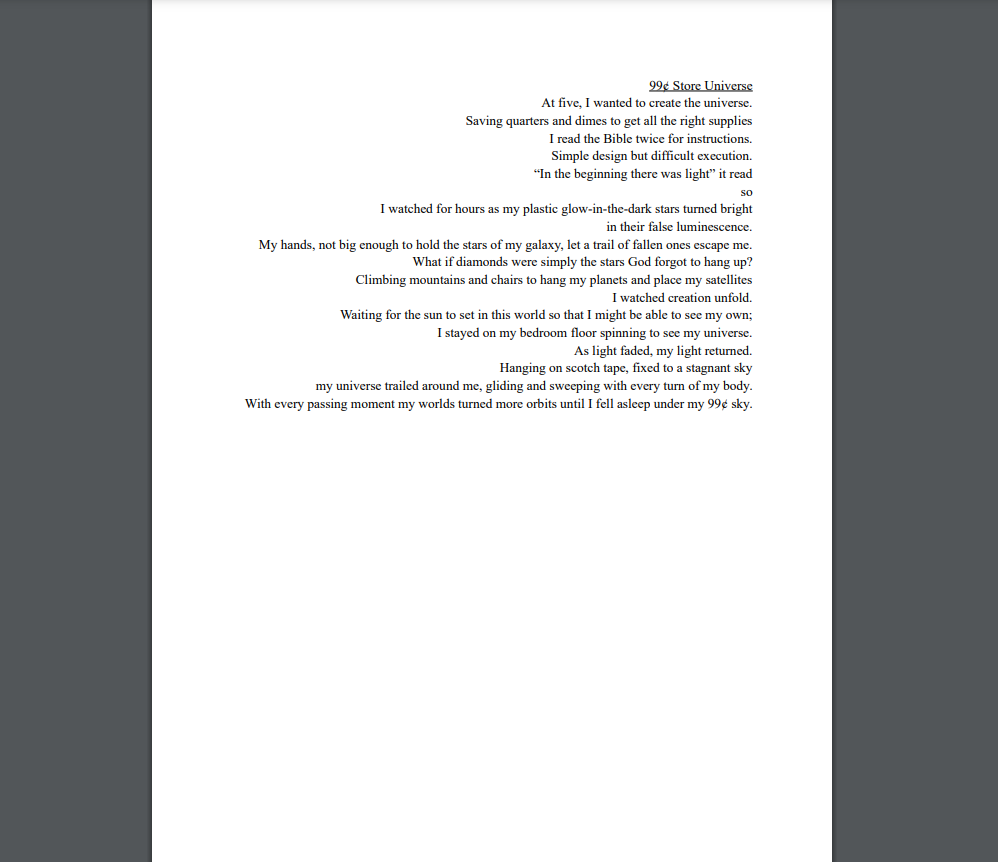 99¢ Store Universe
At five, I wanted to create the universe.
Saving quarters and dimes to get all the right supplies
I read the Bible twice for instructions.
Simple design but difficult execution.
“In the beginning there was light” it read
so
I watched for hours as my plastic glow-in-the-dark stars turned bright
in their false luminescence.
My hands, not big enough to hold the stars of my galaxy, let a trail of fallen ones escape me.
What if diamonds were simply the stars God forgot to hang up?
Climbing mountains and chairs to hang my planets and place my satellites
I watched creation unfold.
Waiting for the sun to set in this world so that I might be able to see my own;
I stayed on my bedroom floor spinning to see my universe.
As light faded, my light returned.
Hanging on scotch tape, fixed to a stagnant sky
my universe trailed around me, gliding and sweeping with every turn of my body.
With every passing moment my worlds turned more orbits until I fell asleep under my 99¢ sky.